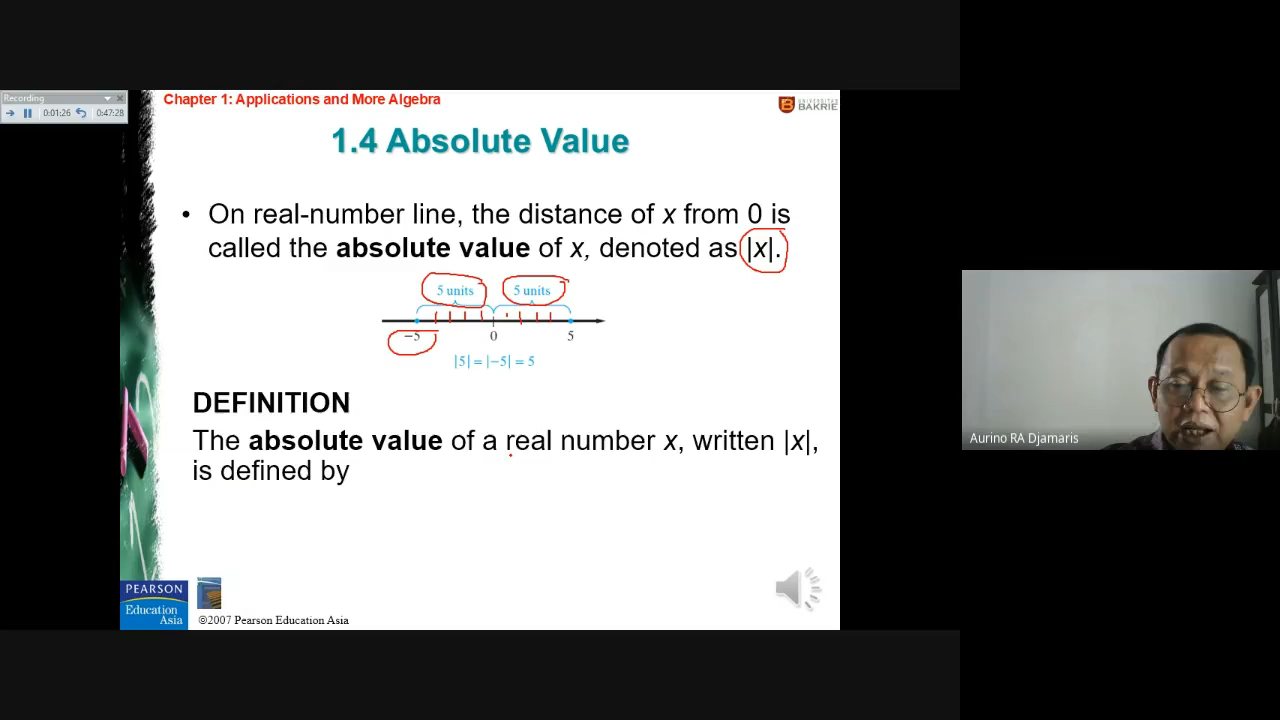 Recording
0:01:26
0:47:28
Chapter 1: Applications and More Algebra
UNIVERSITAS
BAKRIE
1.4 Absolute Value
• On real-number line, the distance of x from 0 is
called the absolute value of x, denoted as |x|.
5 units 5 units
−5 0 5
|5| = |−5| = 5
DEFINITION
The absolute value of a real number x, written |x|,
is defined by
Aurino RA Djamaris
PEARSON
Education
Asia
©2007 Pearson Education Asia